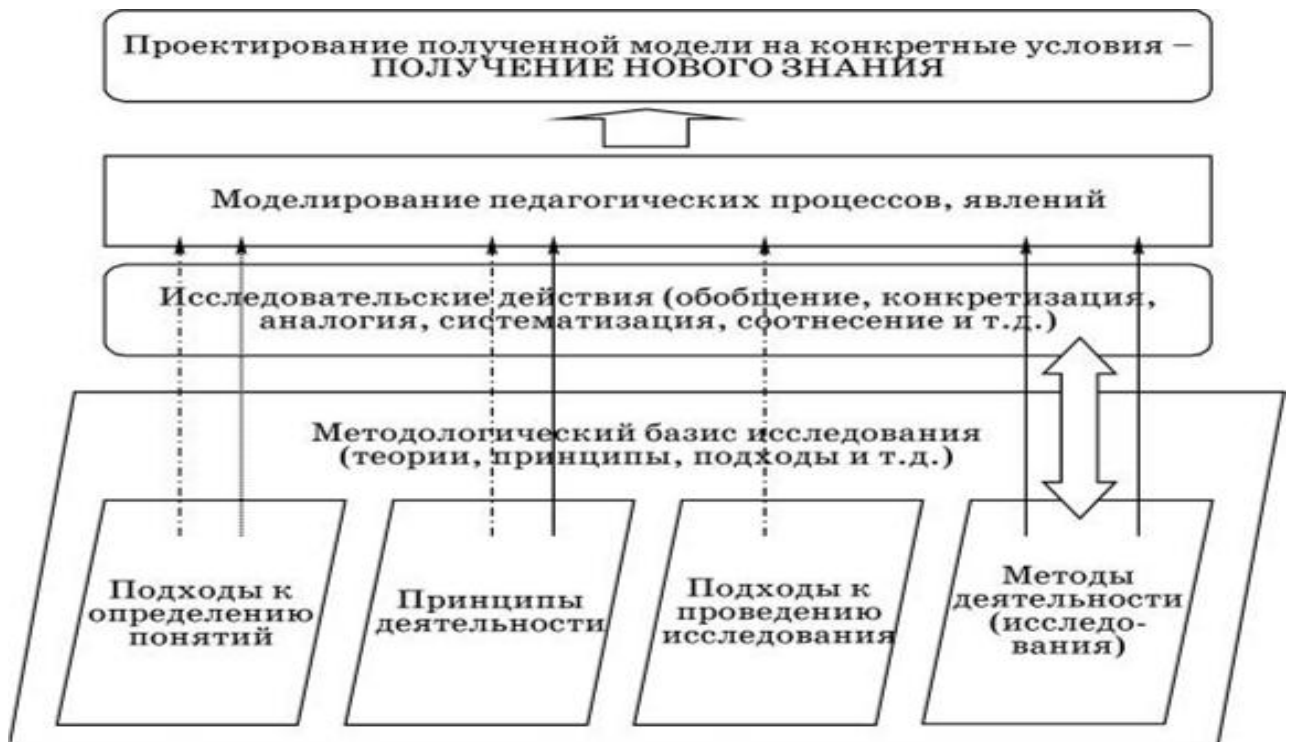 Проектирование полученной модели на конкретные условия –
ПОЛУЧЕНИЕ НОВОГО ЗНАНИЯ
Моделирование педагогических процессов, явлений
Исследовательские действия (обобщение, конкретизация,
аналогия, систематизация, соотнесение и т.д.)
Методологический базис исследования
(теории, принципы, подходы и т.д.)
Подходы к
определению
понятий
Принципы
деятельности
Подходы к
проведению
исследования
Методы
деятельности
(исследо-
вания)